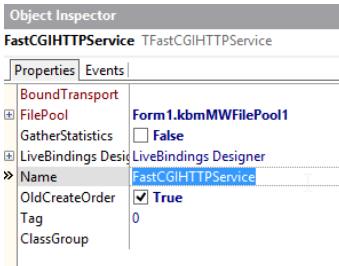 Object Inspector
FastCGIHTTPService TFastCGIHTTPService
Properties Events
BoundTransport
FilePool Form1.kbmMWFilePool1
GatherStatistics False
LiveBindings Desig LiveBindings Designer
Name FastCGIHTTPService
OldCreateOrder True
Tag 0
ClassGroup